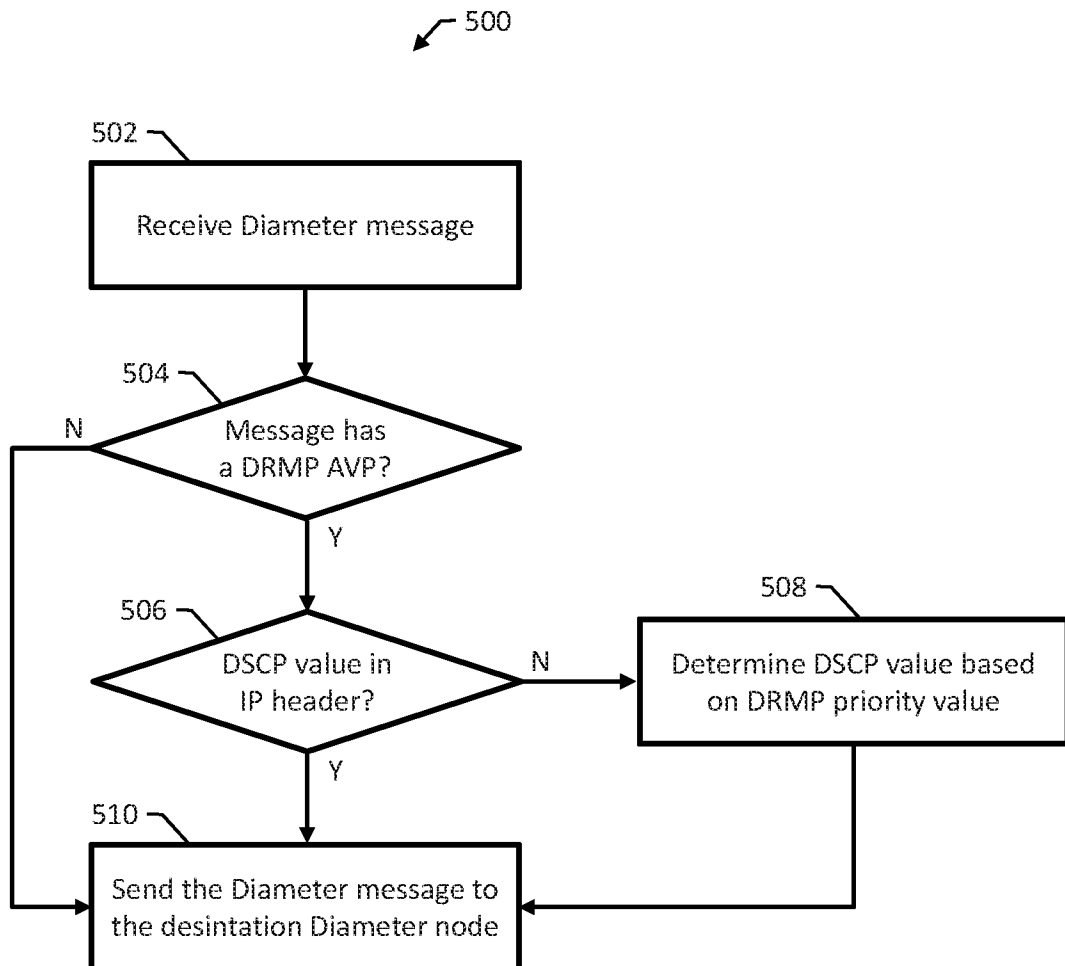 500
502
Receive Diameter message
504
N
Message has
a DRMP AVP?
Y
506
DSCP value in
IP header?
N
508
Determine DSCP value based
on DRMP priority value
Y
510
Send the Diameter message to
the desintation Diameter node